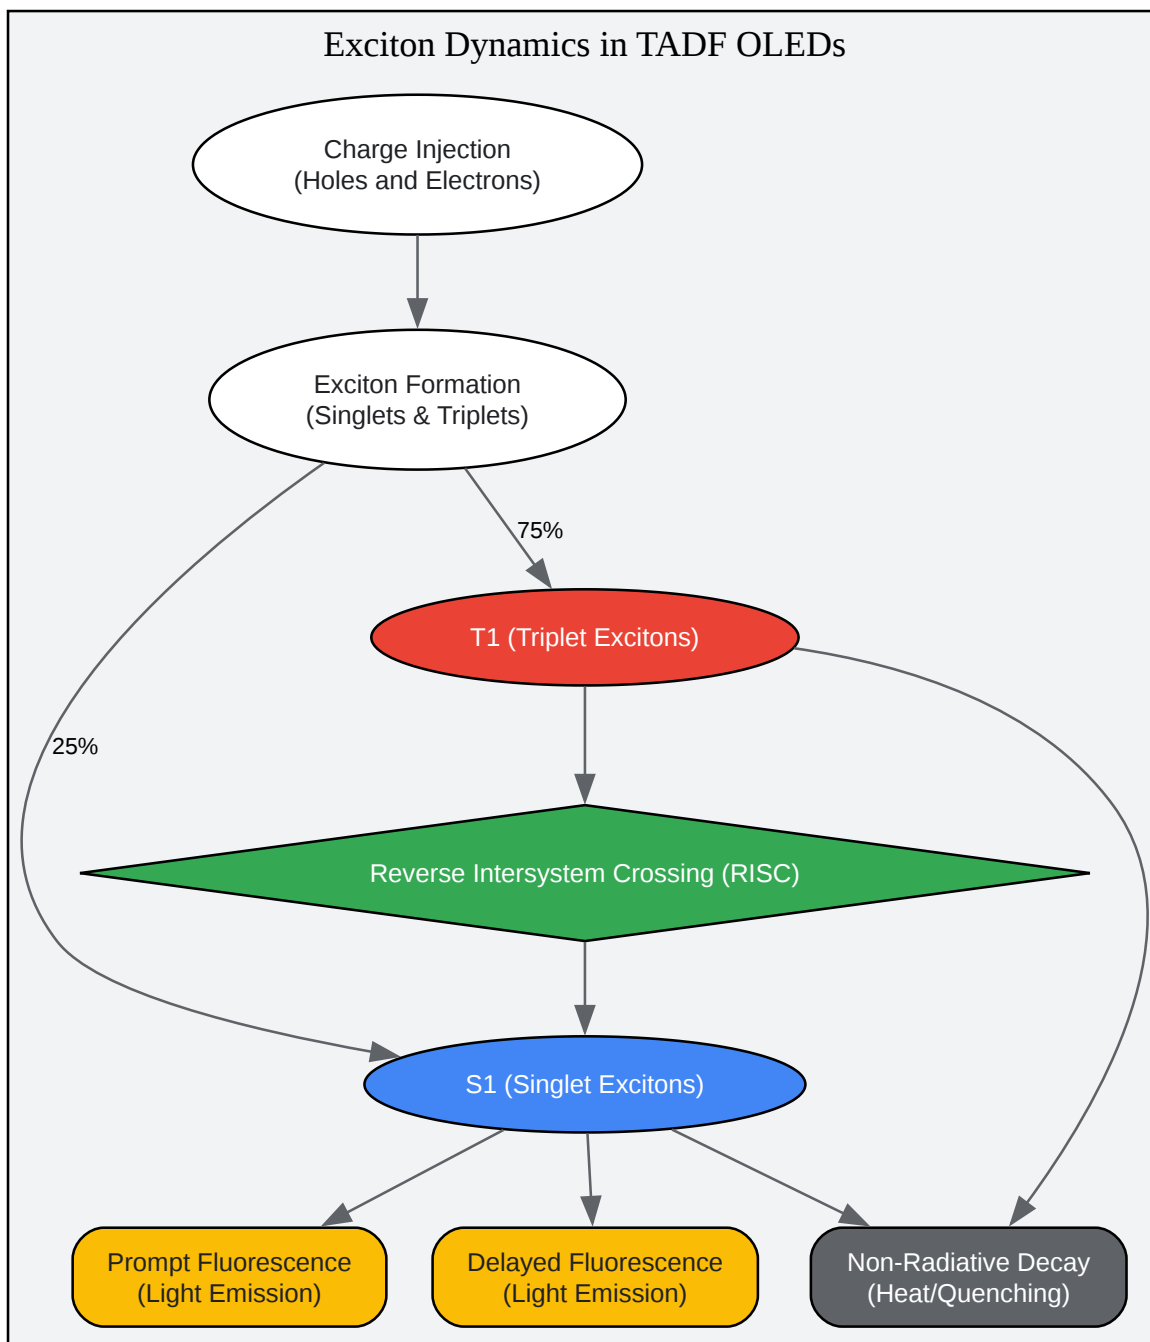 Exciton Dynamics in TADF OLEDs
Charge Injection
(Holes and Electrons)
Exciton Formation
(Singlets & Triplets)
75%
T1 (Triplet Excitons)
25%
Reverse Intersystem Crossing (RISC)
S1 (Singlet Excitons)
Prompt Fluorescence
(Light Emission)
Delayed Fluorescence
(Light Emission)
Non-Radiative Decay
(Heat/Quenching)